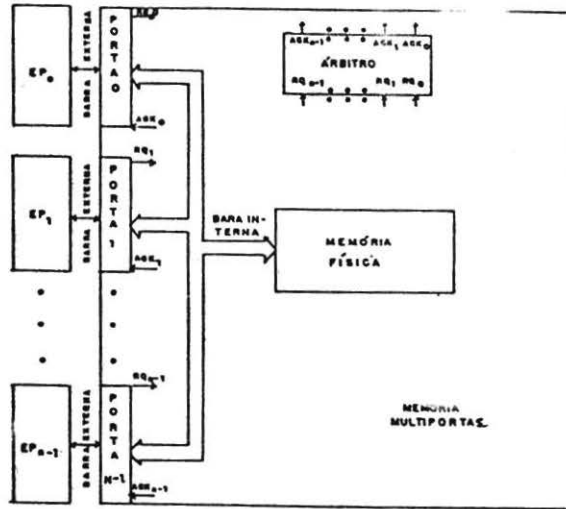 EP₀
BARRA EXTERNA
PORTA 0
RQ₀
ACK₀
EP₁
BARRA EXTERNA
PORTA 1
RQ₁
ACK₁
EPₙ₋₁
BARRA EXTERNA
PORTA N-1
RQₙ₋₁
ACKₙ₋₁
BARA IN-
TERNA
ACKₙ₋₁ ACK₁ ACK₀
ÁRBITRO
RQₙ₋₁ RQ₁ RQ₀
MEMÓRIA
FÍSICA
MEMÓRIA
MULTIPORTAS